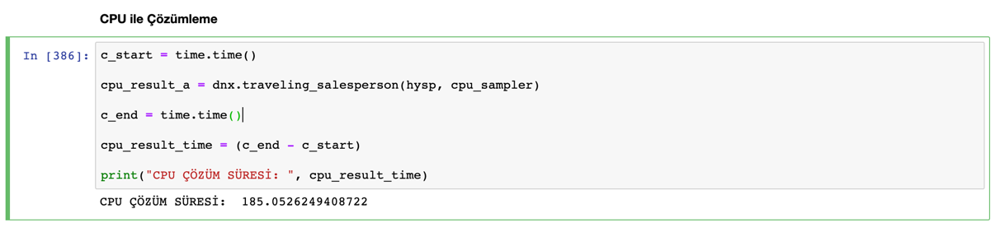 CPU ile Çözümleme
In [386]: c_start = time.time()
cpu_result_a = dnx.traveling_salesperson(hysp, cpu_sampler)
c_end = time.time()
cpu_result_time = (c_end - c_start)
print("CPU ÇÖZÜM SÜRESİ: ", cpu_result_time)
CPU ÇÖZÜM SÜRESİ:  185.0526249408722